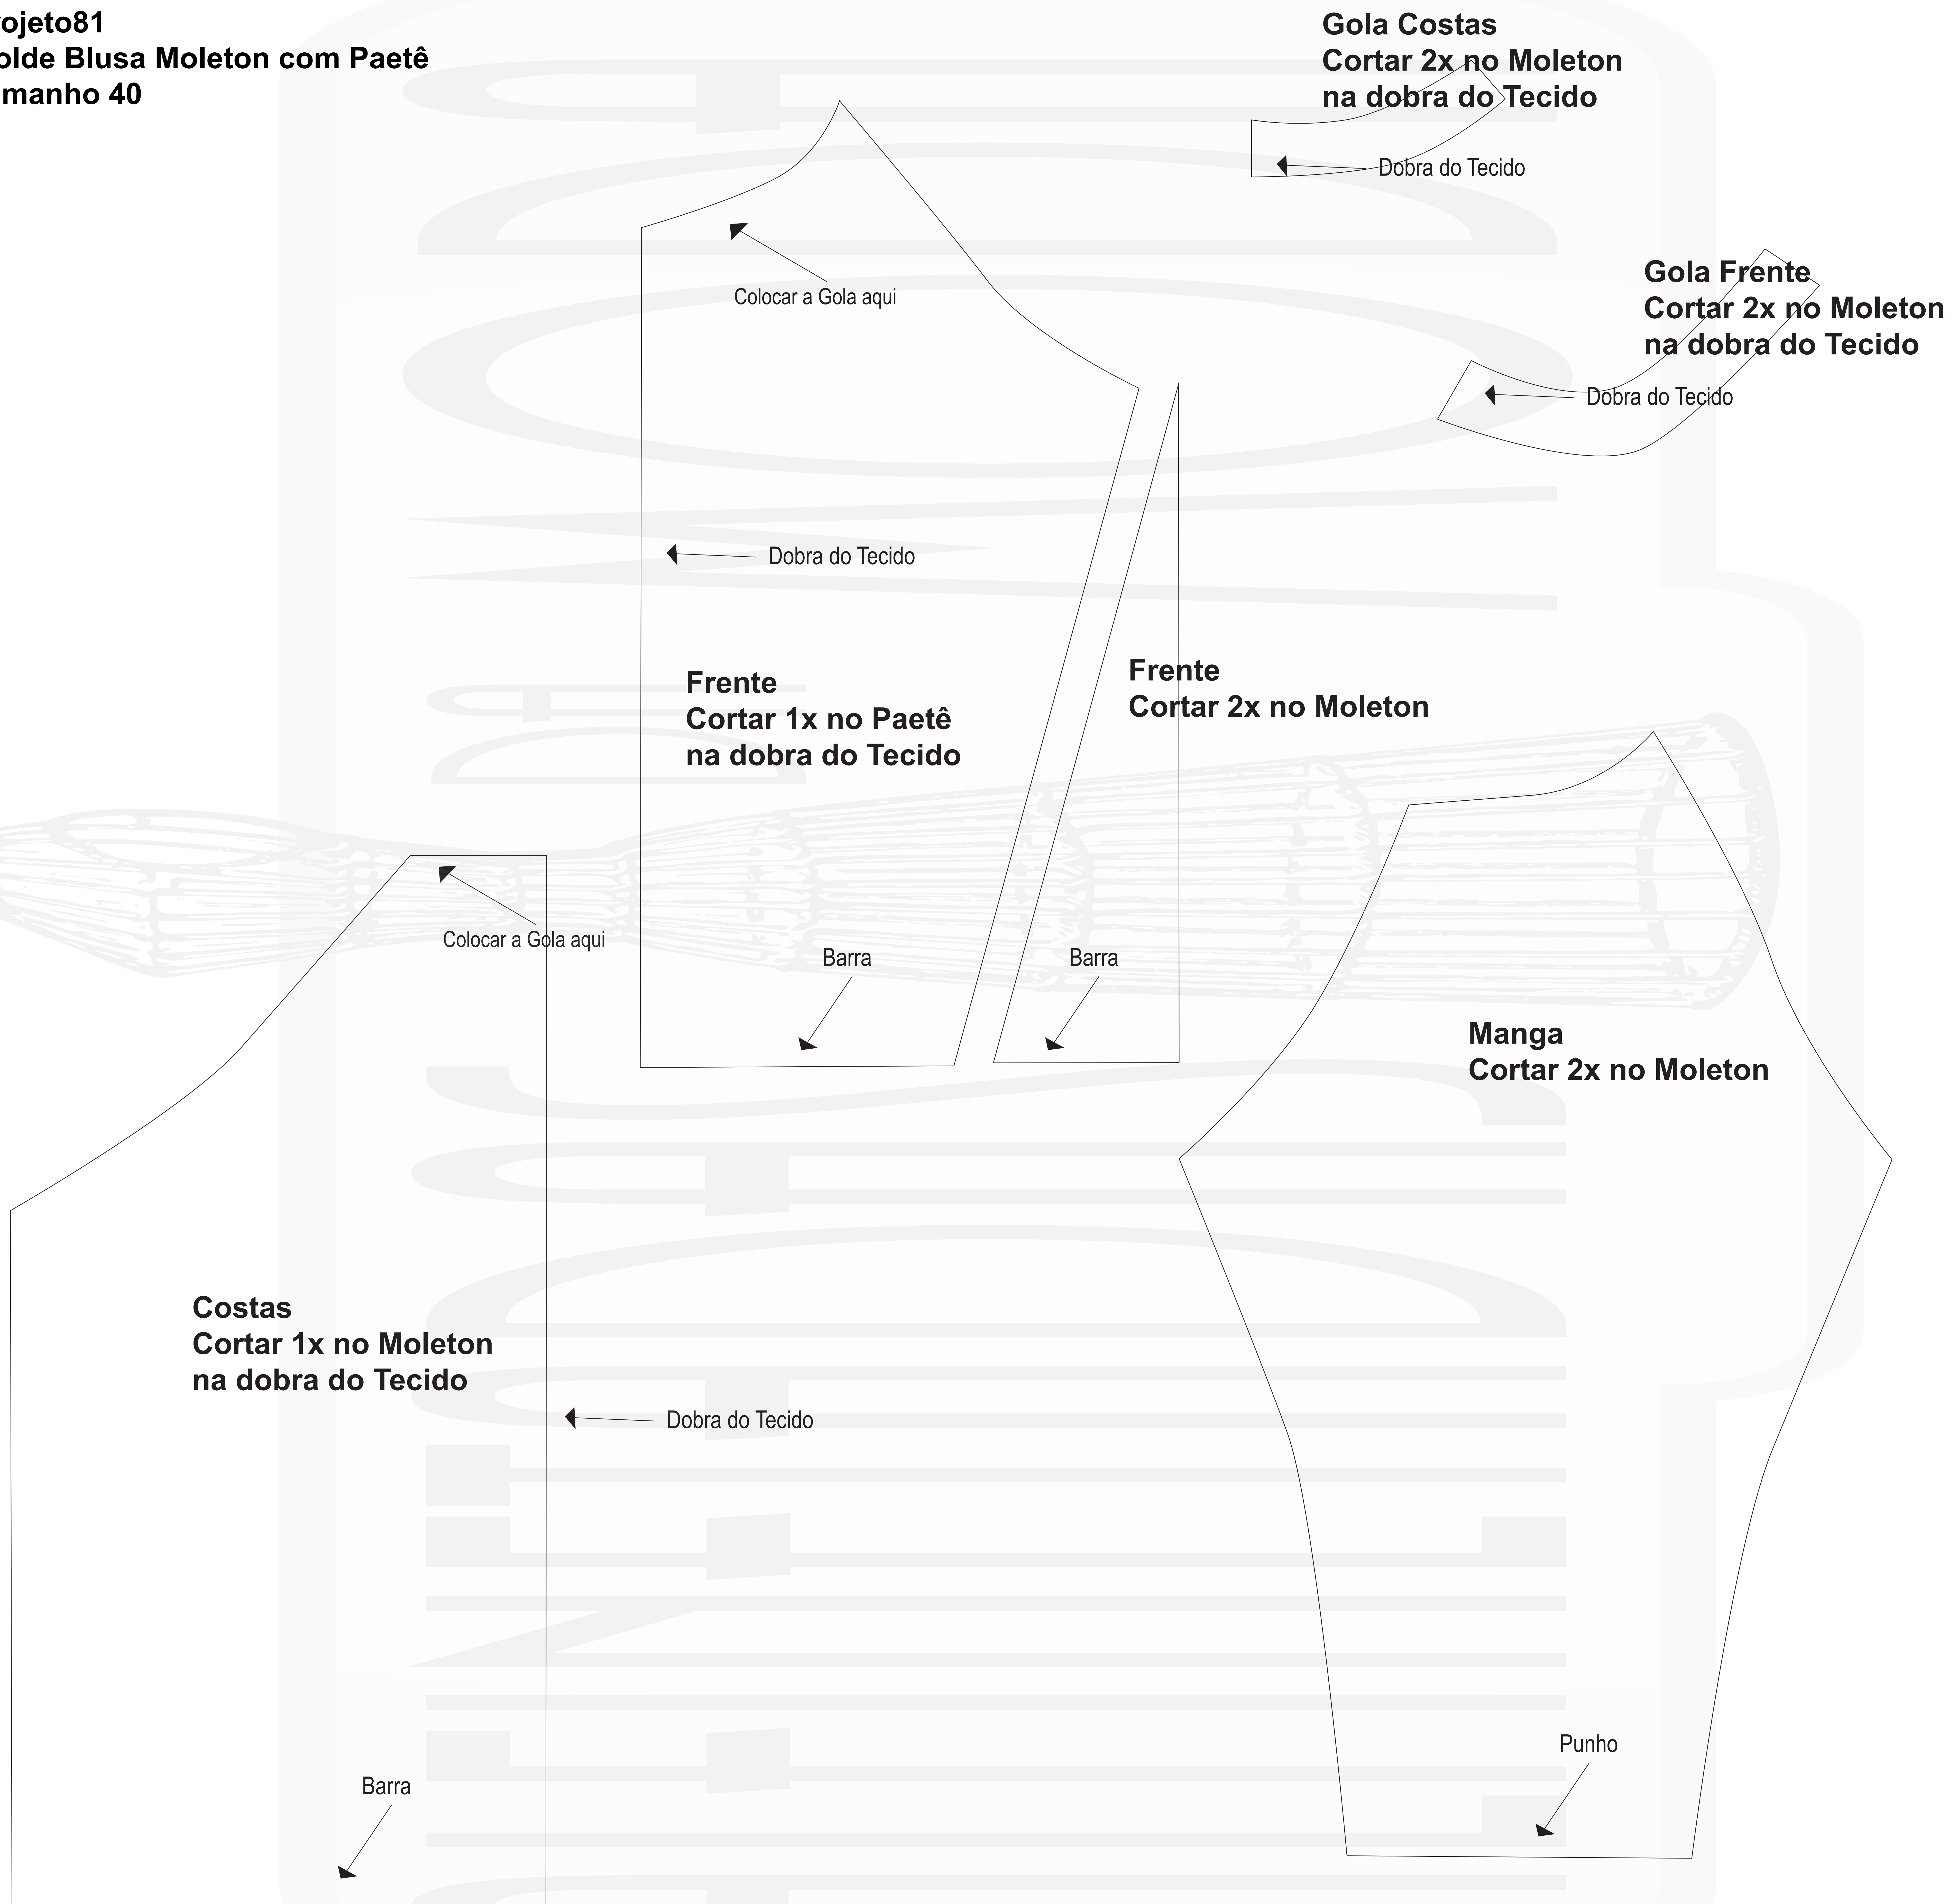 ojeto81
olde Blusa Moleton com Paetê
manho 40
Gola Costas
Cortar 2x no Moleton
na dobra do Tecido
Dobra do Tecido
Colocar a Gola aqui
Gola Frente
Cortar 2x no Moleton
na dobra do Tecido
Dobra do Tecido
Dobra do Tecido
Frente
Cortar 1x no Paetê
na dobra do Tecido
Frente
Cortar 2x no Moleton
Colocar a Gola aqui
Barra
Barra
Manga
Cortar 2x no Moleton
Costas
Cortar 1x no Moleton
na dobra do Tecido
Dobra do Tecido
Punho
Barra